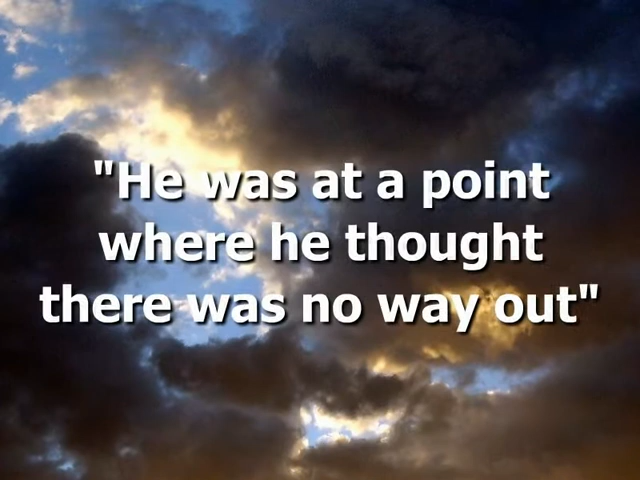 "He was at a point
where he thought
there was no way out"